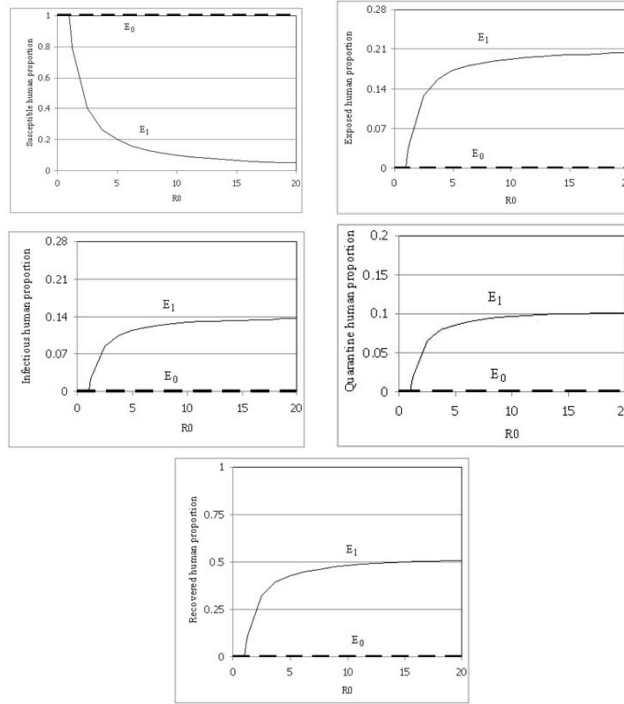 Susceptible human proportion
1
0.8
0.6
0.4
0.2
0
E0
E1
0 5 10 15 20
R0
Exposed human proportion
0.28
0.21
0.14
0.07
0
E1
E0
0 5 10 15 20
R0
Infectious human proportion
0.28
0.21
0.14
0.07
0
E1
E0
0 5 10 15 20
R0
Quarantine human proportion
0.2
0.15
0.1
0.05
0
E1
E0
0 5 10 15 20
R0
Recovered human proportion
1
0.75
0.5
0.25
0
E1
E0
0 5 10 15 20
R0